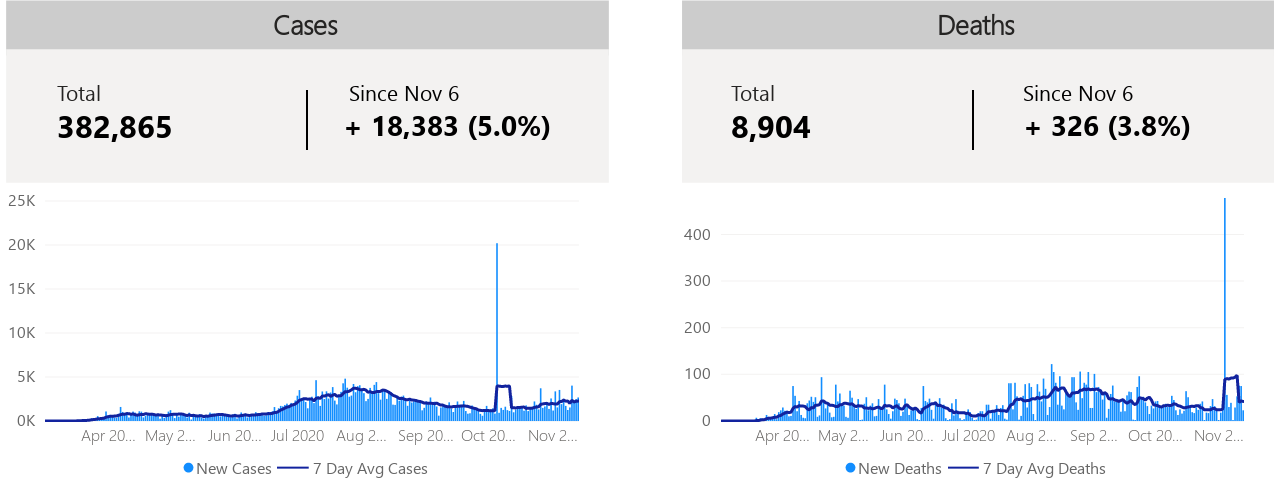 Cases
Total
382,865
Since Nov 6
+ 18,383 (5.0%)
25K
20K
15K
10K
5K
0K
Apr 20... May 2... Jun 20... Jul 2020 Aug 2... Sep 20... Oct 20... Nov 2...
New Cases 7 Day Avg Cases
Deaths
Total
8,904
Since Nov 6
+ 326 (3.8%)
400
300
200
100
0
Apr 20... May 2... Jun 20... Jul 2020 Aug 2... Sep 2... Oct 20... Nov 2...
New Deaths 7 Day Avg Deaths